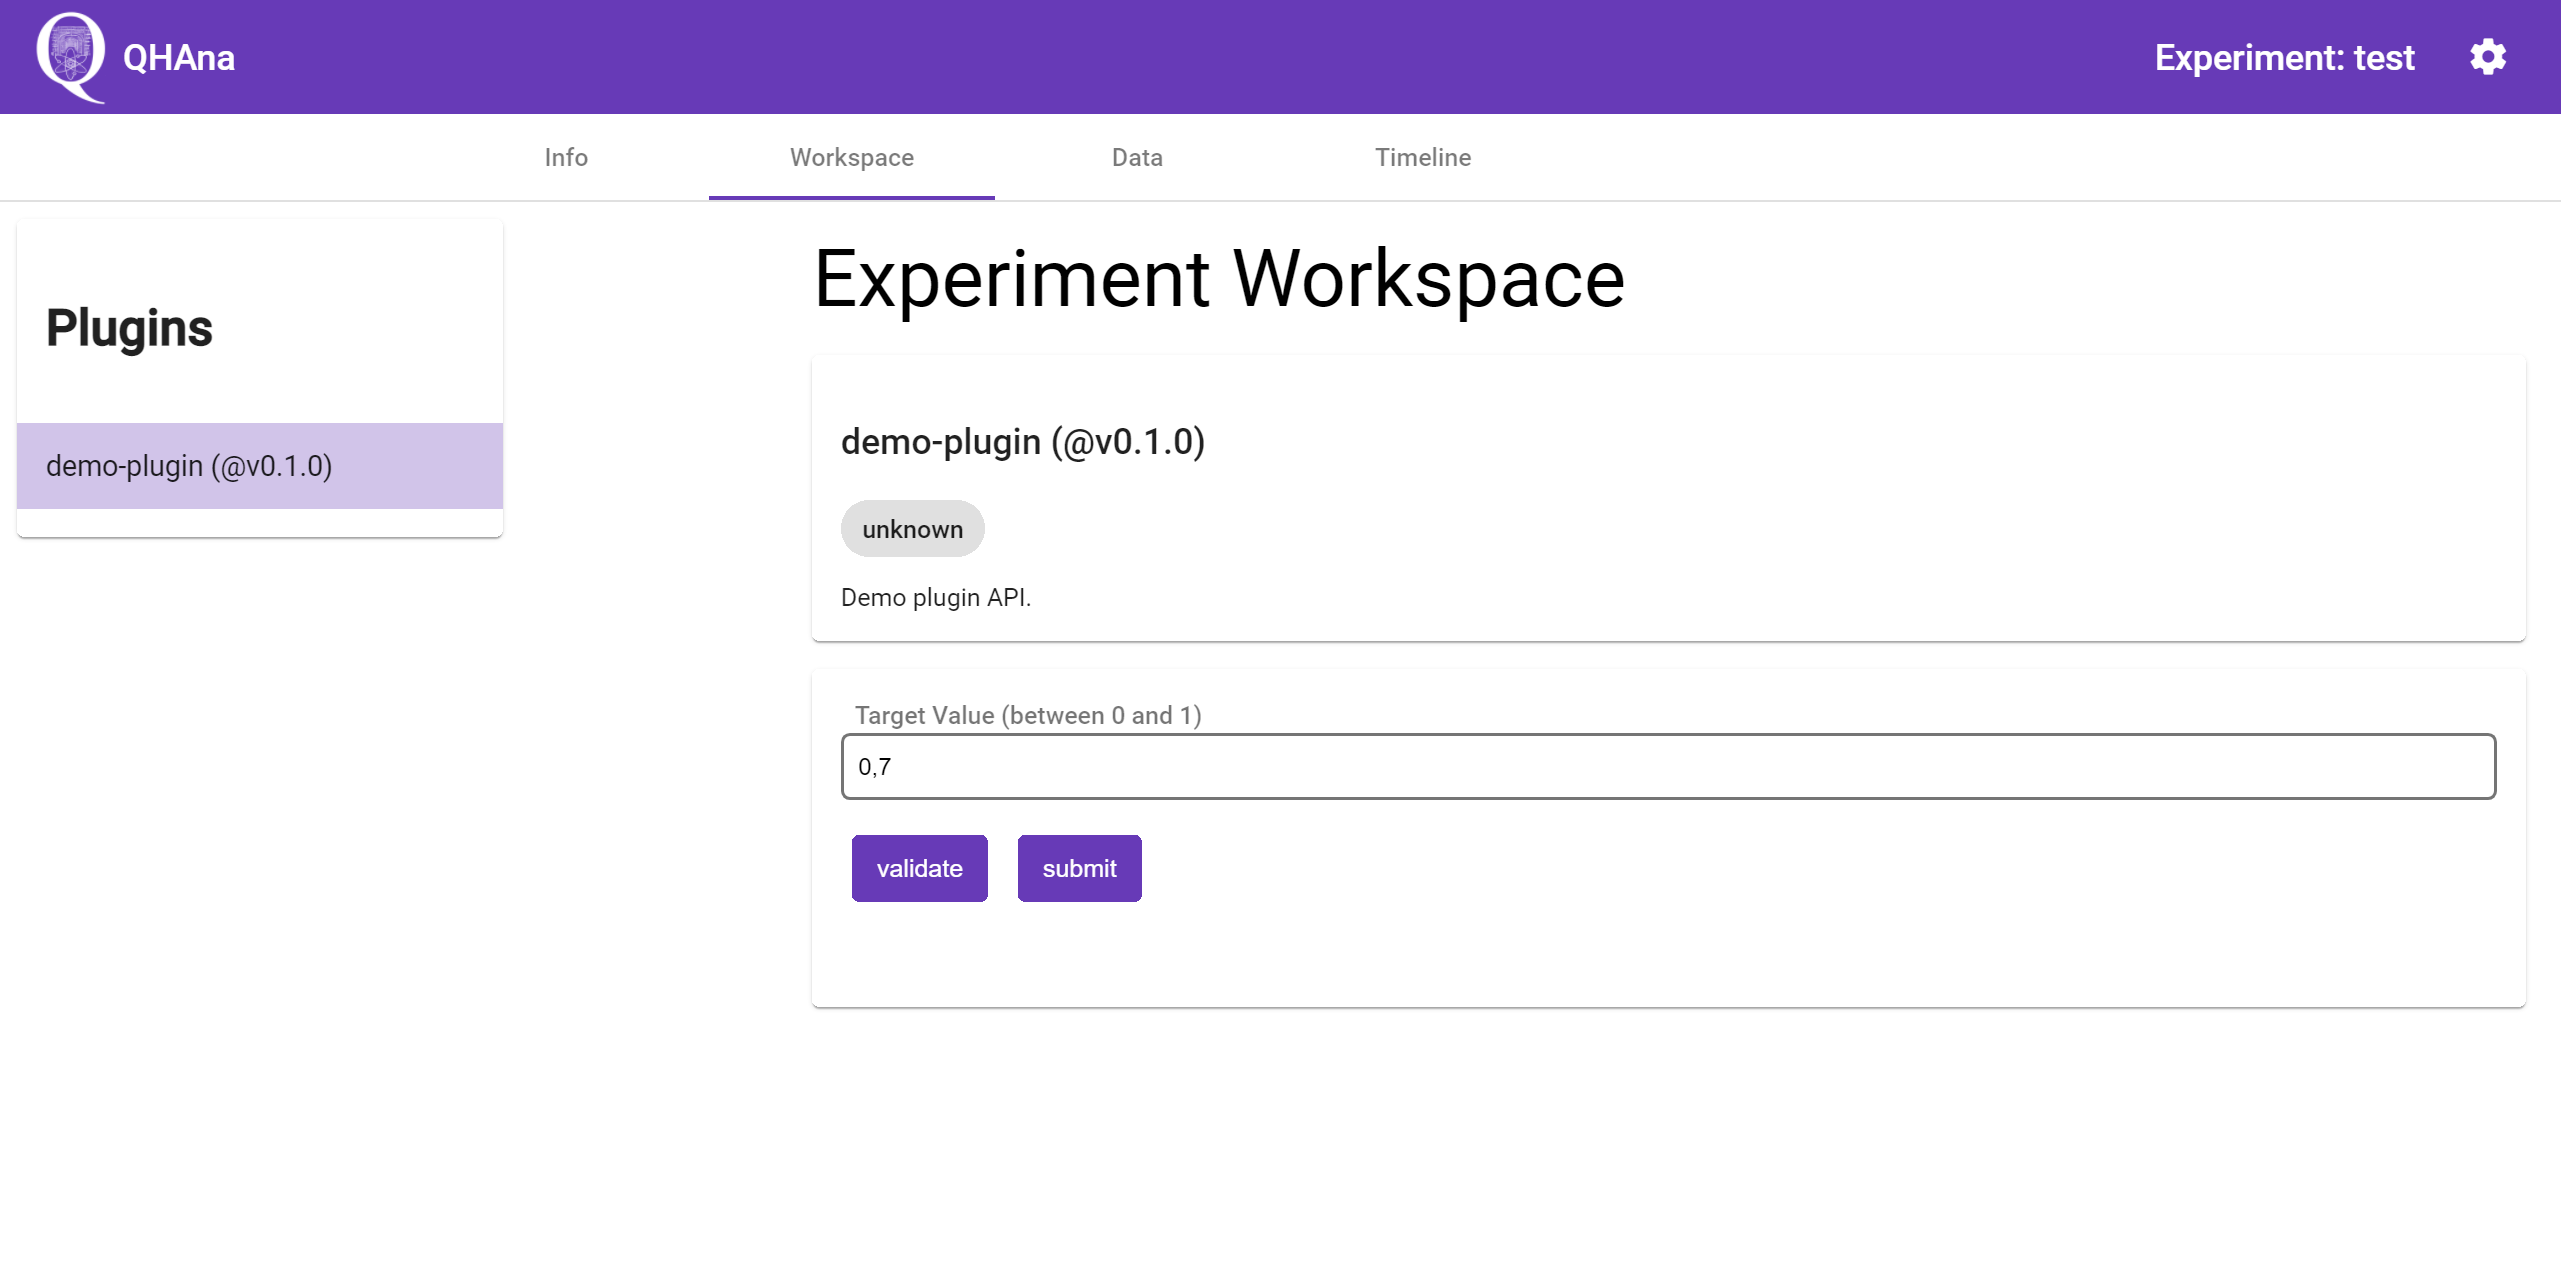 QHAna
Experiment: test
Info
Workspace
Data
Timeline
Plugins
demo-plugin (@v0.1.0)
Experiment Workspace
demo-plugin (@v0.1.0)
unknown
Demo plugin API.
Target Value (between 0 and 1)
0,7
validate
submit